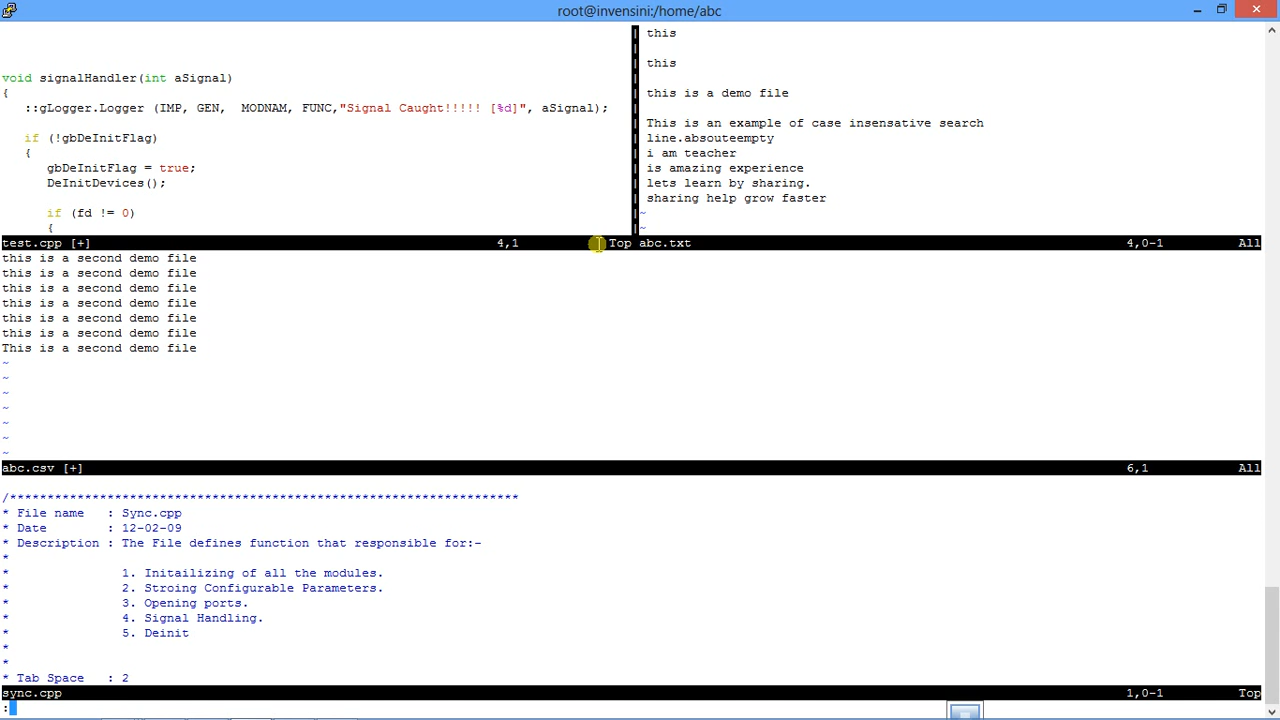 root@invensini:/home/abc
void signalHandler(int aSignal)
{
::gLogger.Logger (IMP, GEN,  MODNAM, FUNC,"Signal Caught!!!!! [%d]", aSignal);
if (!gbDeInitFlag)
{
gbDeInitFlag = true;
DeInitDevices();
if (fd != 0)
{
test.cpp [+] 4,1 Top
this
this
this is a demo file
This is an example of case insensative search
line.absouteempty
i am teacher
is amazing experience
lets learn by sharing.
sharing help grow faster
~
~
abc.txt 4,0-1 All
this is a second demo file
this is a second demo file
this is a second demo file
this is a second demo file
this is a second demo file
this is a second demo file
This is a second demo file
~
~
~
~
~
~
~
abc.csv [+] 6,1 All
/*********************************************************************
* File name   : Sync.cpp
* Date        : 12-02-09
* Description : The File defines function that responsible for:-
*
*               1. Initailizing of all the modules.
*               2. Stroing Configurable Parameters.
*               3. Opening ports.
*               4. Signal Handling.
*               5. Deinit
*
*
* Tab Space   : 2
sync.cpp 1,0-1 Top
: